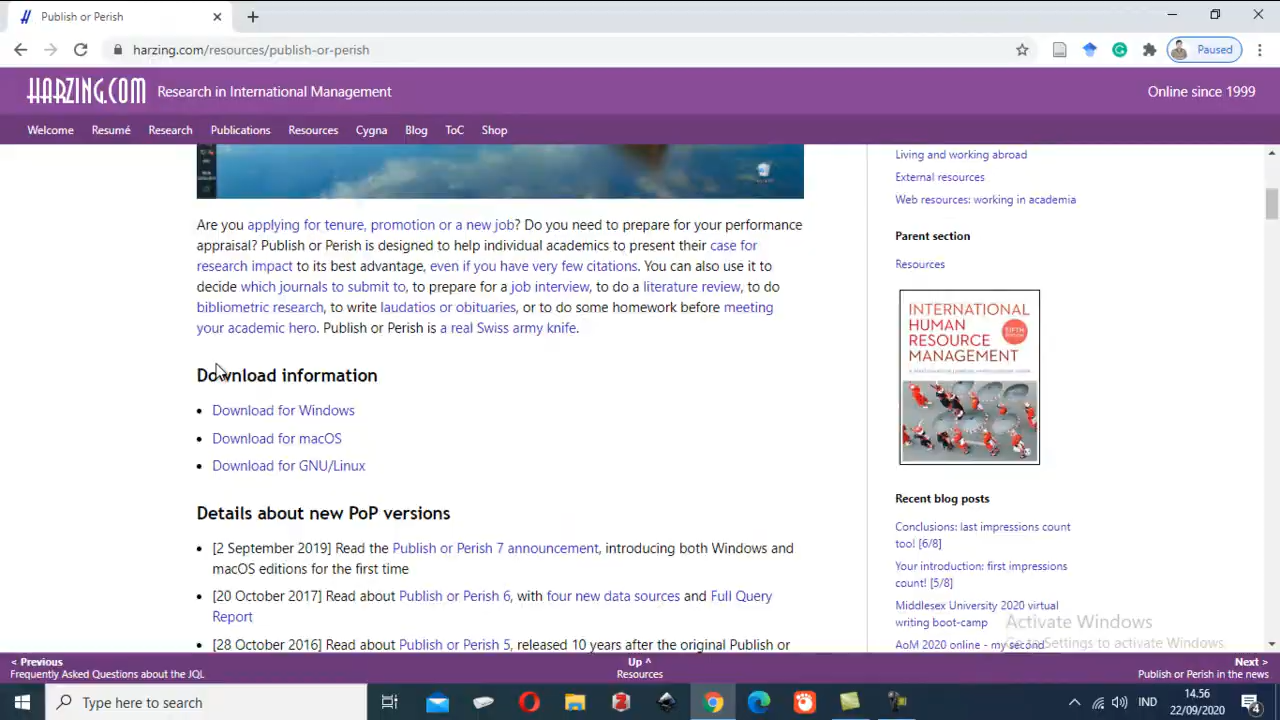 Publish or Perish
harzing.com/resources/publish-or-perish
Paused
HARZING.COM Research in International Management
Online since 1999
Welcome Resumé Research Publications Resources Cygna Blog ToC Shop
Are you applying for tenure, promotion or a new job? Do you need to prepare for your performance
appraisal? Publish or Perish is designed to help individual academics to present their case for
research impact to its best advantage, even if you have very few citations. You can also use it to
decide which journals to submit to, to prepare for a job interview, to do a literature review, to do
bibliometric research, to write laudatios or obituaries, or to do some homework before meeting
your academic hero. Publish or Perish is a real Swiss army knife.
Download information
Download for Windows
Download for macOS
Download for GNU/Linux
Details about new PoP versions
[2 September 2019] Read the Publish or Perish 7 announcement, introducing both Windows and
macOS editions for the first time
[20 October 2017] Read about Publish or Perish 6, with four new data sources and Full Query
Report
[28 October 2016] Read about Publish or Perish 5, released 10 years after the original Publish or
Living and working abroad
External resources
Web resources: working in academia
Parent section
Resources
INTERNATIONAL
HUMAN
RESOURCE
MANAGEMENT
FIFTH
Recent blog posts
Conclusions: last impressions count
too! [6/8]
Your introduction: first impressions
count! [5/8]
Middlesex University 2020 virtual
writing boot-camp
AoM 2020 online - my second
Activate Windows
Go to Settings to activate Windows.
< Previous
Frequently Asked Questions about the JQL
Up ^
Resources
Next >
Publish or Perish in the news
Type here to search
IND
14.56
22/09/2020
4